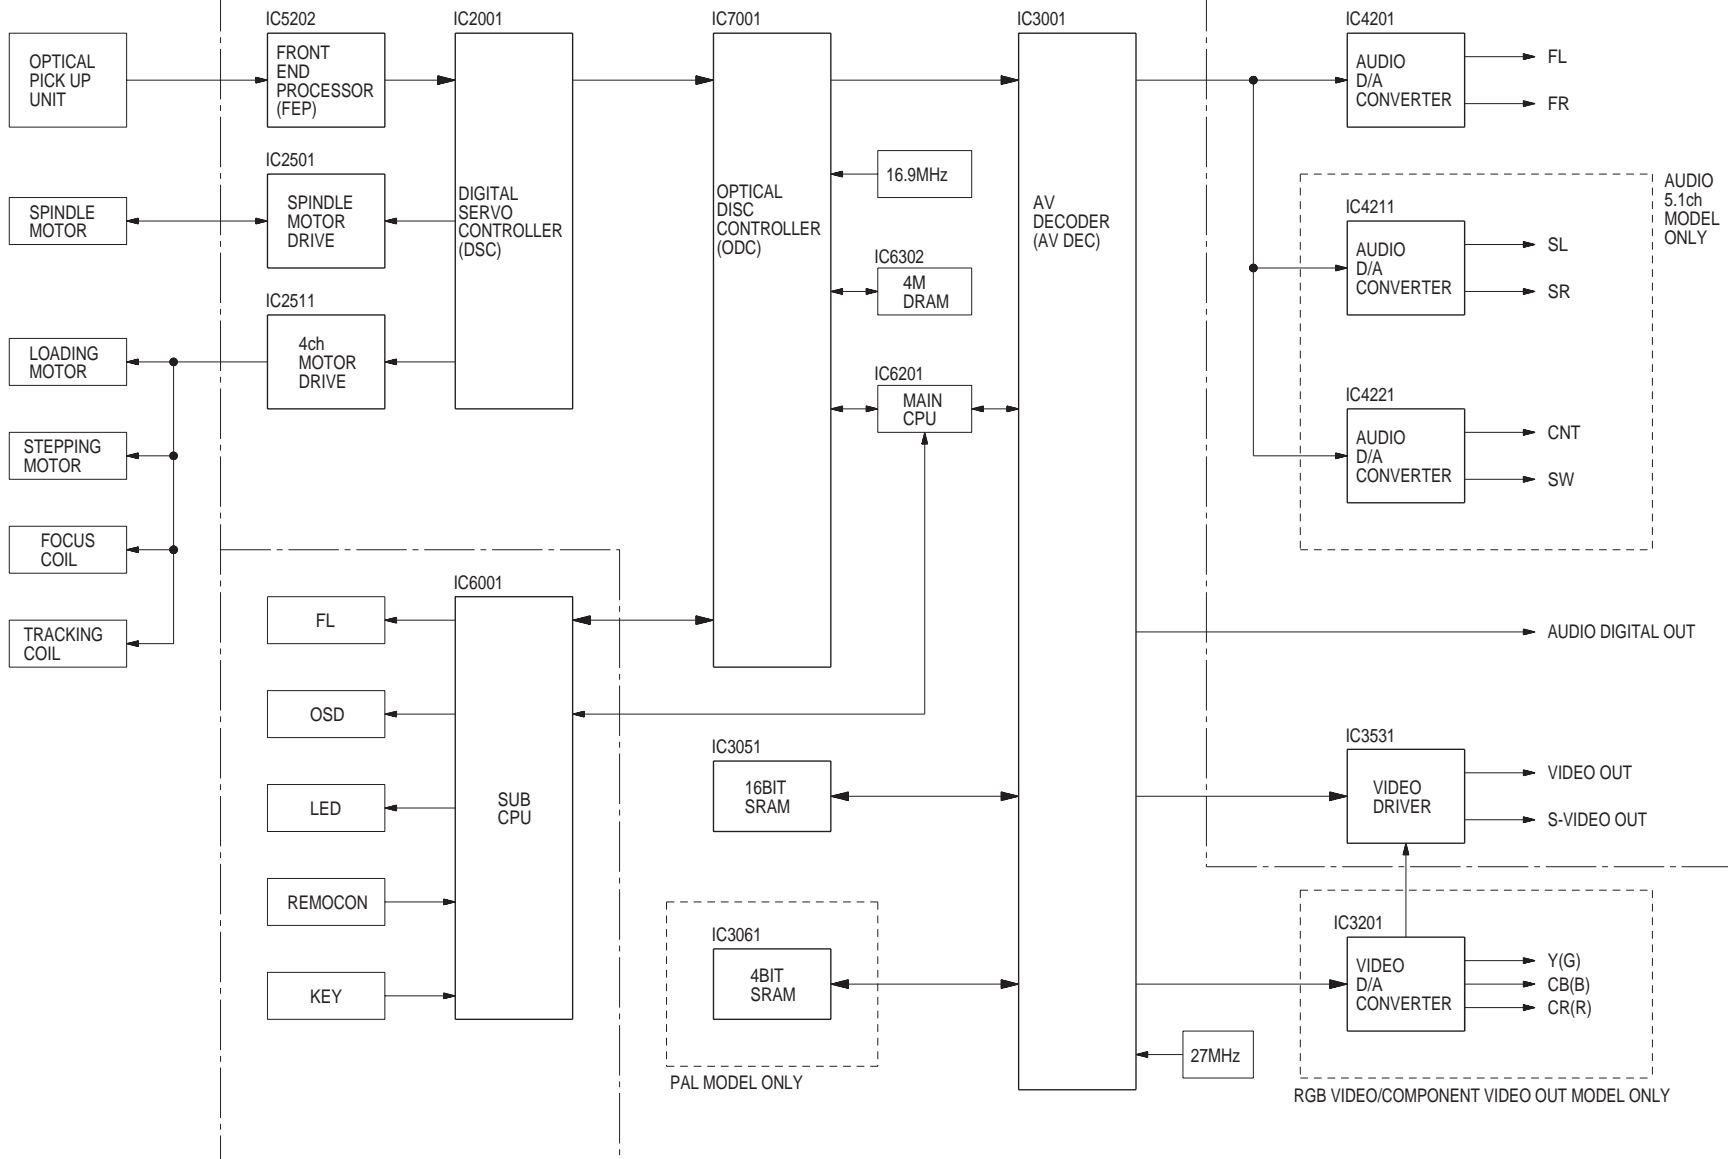 OPTICAL
PICK UP
UNIT
SPINDLE
MOTOR
LOADING
MOTOR
STEPPING
MOTOR
FOCUS
COIL
TRACKING
COIL
IC5202
FRONT
END
PROCESSOR
(FEP)
IC2501
SPINDLE
MOTOR
DRIVE
IC2511
4ch
MOTOR
DRIVE
IC2001
DIGITAL
SERVO
CONTROLLER
(DSC)
FL
OSD
LED
REMOCON
KEY
IC6001
SUB
CPU
IC7001
OPTICAL
DISC
CONTROLLER
(ODC)
16.9MHz
IC6302
4M
DRAM
IC6201
MAIN
CPU
IC3051
16BIT
SRAM
IC3061
4BIT
SRAM
PAL MODEL ONLY
IC3001
AV
DECODER
(AV DEC)
27MHz
IC4201
AUDIO
D/A
CONVERTER
FL
FR
AUDIO
5.1ch
MODEL
ONLY
IC4211
AUDIO
D/A
CONVERTER
SL
SR
IC4221
AUDIO
D/A
CONVERTER
CNT
SW
AUDIO DIGITAL OUT
IC3531
VIDEO
DRIVER
VIDEO OUT
S-VIDEO OUT
IC3201
VIDEO
D/A
CONVERTER
Y(G)
CB(B)
CR(R)
RGB VIDEO/COMPONENT VIDEO OUT MODEL ONLY